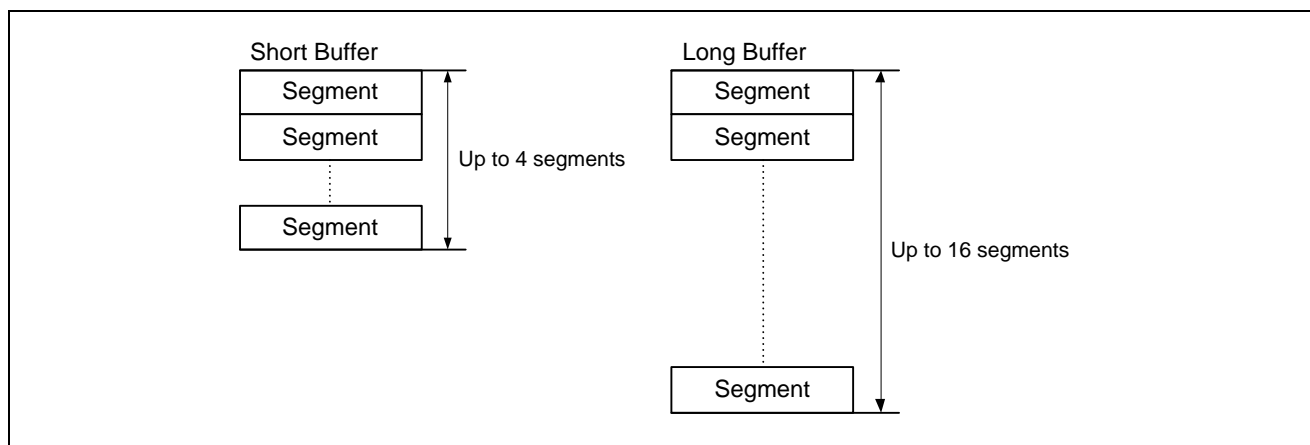 Short Buffer
Segment
Segment
Segment
Up to 4 segments
Long Buffer
Segment
Segment
Segment
Up to 16 segments